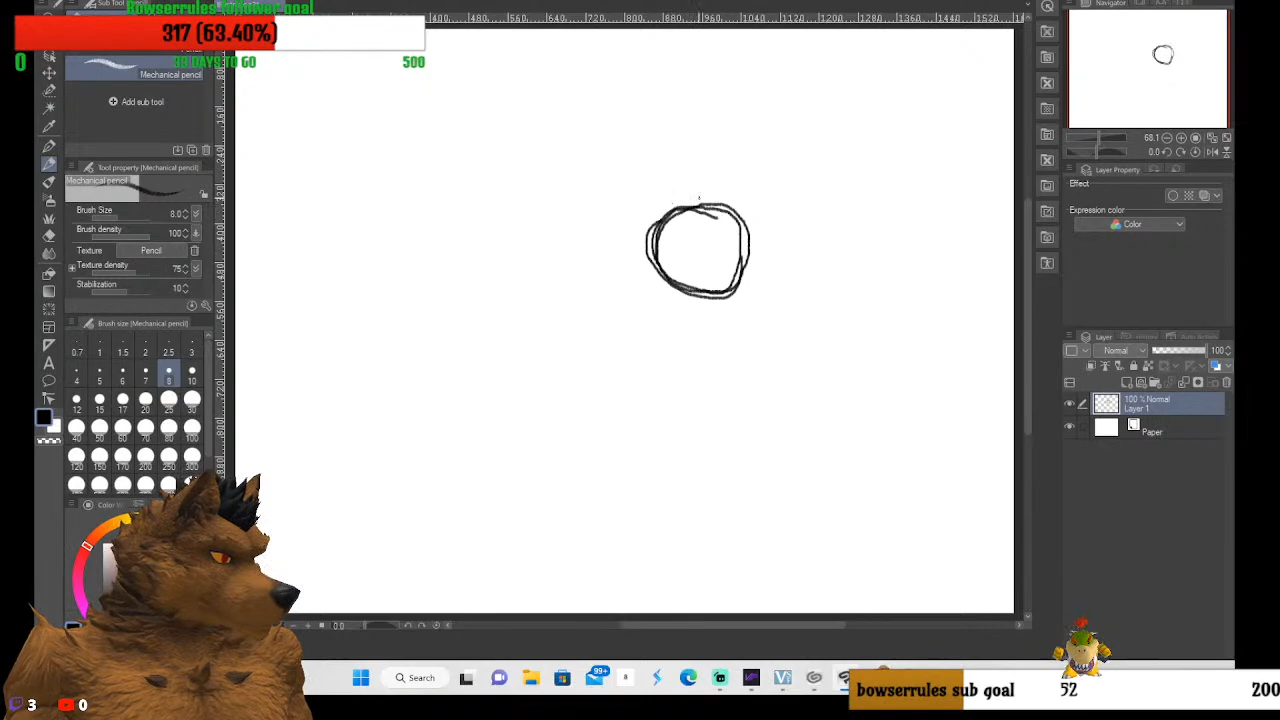 Bowserrules follower goal
317 (63.40%)
0
33 DAYS TO GO
500
Sub Tool
Mechanical pencil
Add sub tool
Tool property [Mechanical pencil]
Mechanical pencil
Brush Size 8.0
Brush density 100
Texture Pencil
Texture density 75
Stabilization 10
Brush size [Mechanical pencil]
0.7 1 1.5 2 2.5 3
4 5 6 7 8 10
12 15 17 20 25 30
40 50 60 70 80 100
120 150 170 200 250 300
Navigator
68.1
0.0
Layer Property
Effect
Expression color
Color
Layer
Normal 100
100 % Normal
Layer 1
Paper
Search
99+
bowserrules sub goal 52 200
3 0